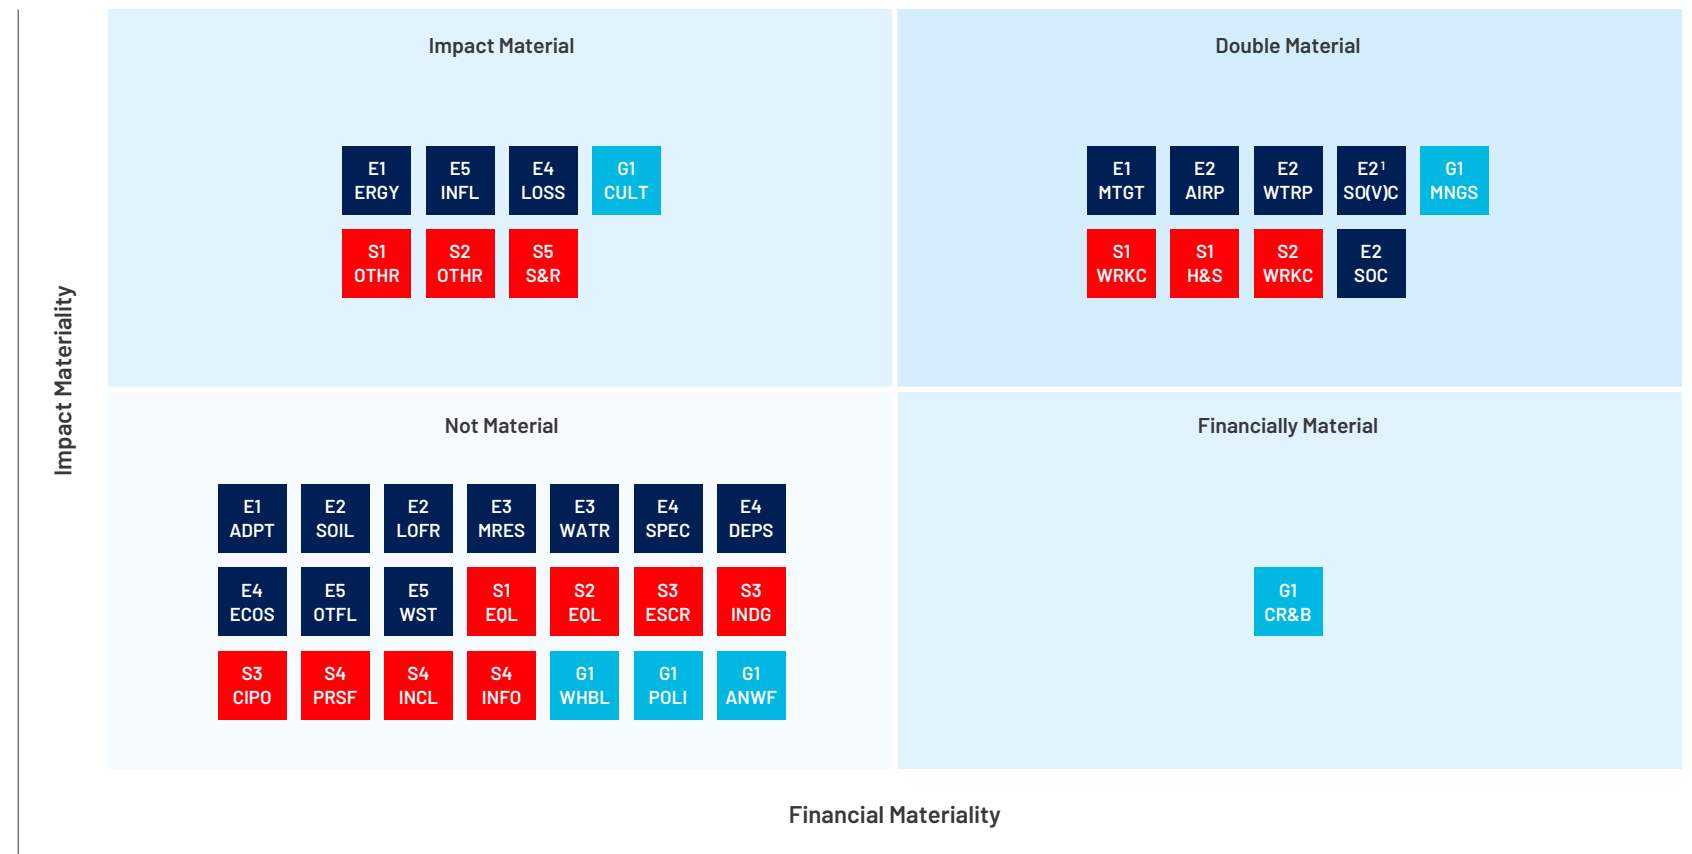 Impact Material
E1
ERGY
E5
INFL
E4
LOSS
G1
CULT
S1
OTHR
S2
OTHR
S5
S&R
Double Material
E1
MTGT
E2
AIRP
E2
WTRP
E2¹
SO(V)C
G1
MNGS
S1
WRKC
S1
H&S
S2
WRKC
E2
SOC
Impact Materiality
Not Material
E1
ADPT
E2
SOIL
E2
LOFR
E3
MRES
E3
WATR
E4
SPEC
E4
DEPS
E4
ECOS
E5
OTFL
E5
WST
S1
EQL
S2
EQL
S3
ESCR
S3
INDG
S3
CIPO
S4
PRSF
S4
INCL
S4
INFO
G1
WHBL
G1
POLI
G1
ANWF
Financially Material
G1
CR&B
Financial Materiality